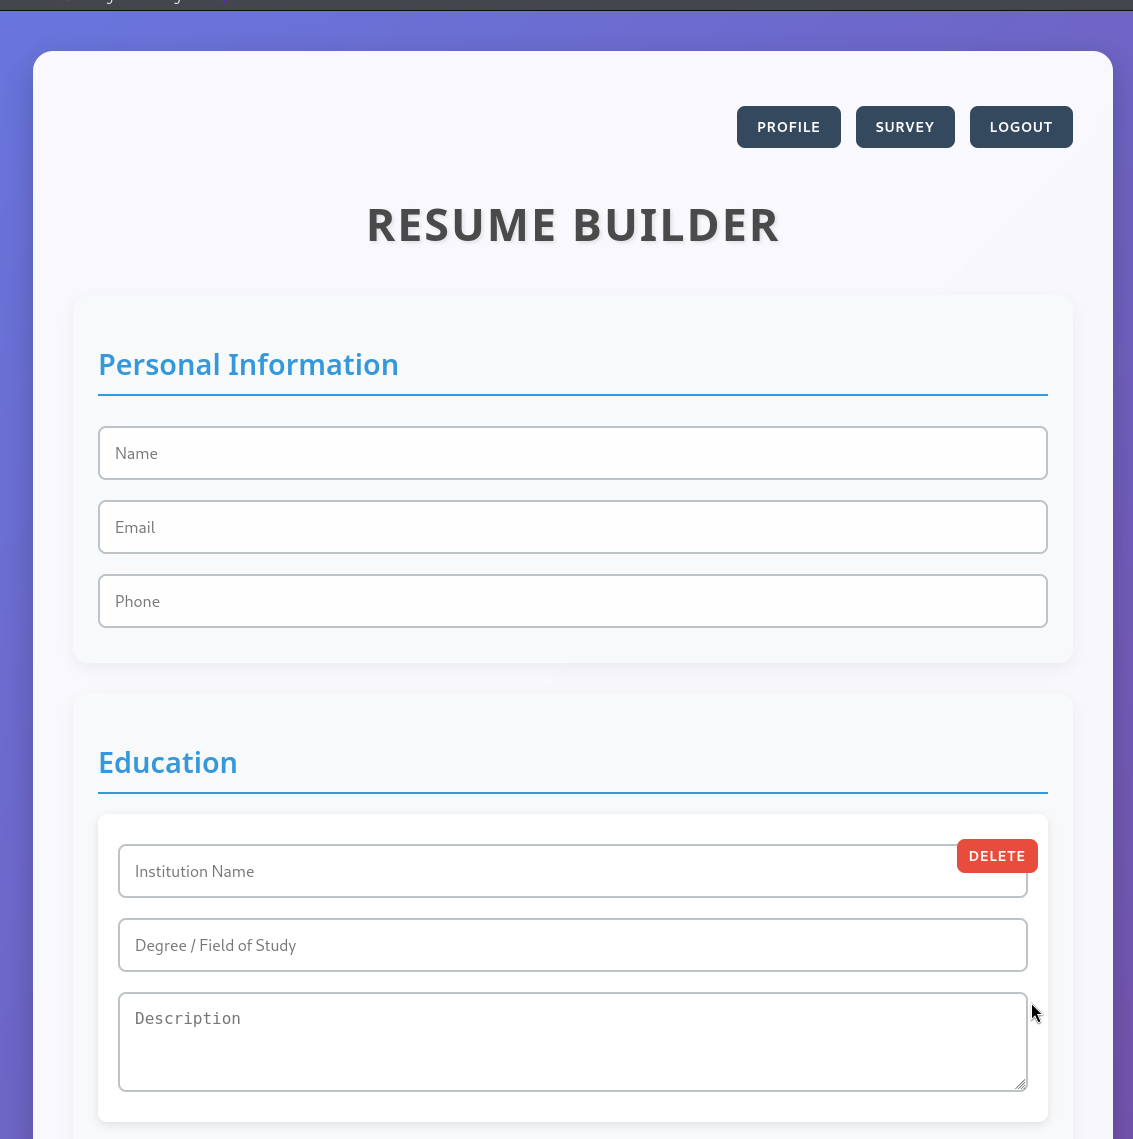 PROFILE SURVEY LOGOUT
RESUME BUILDER
Personal Information
Name
Email
Phone
Education
DELETE
Institution Name
Degree / Field of Study
Description